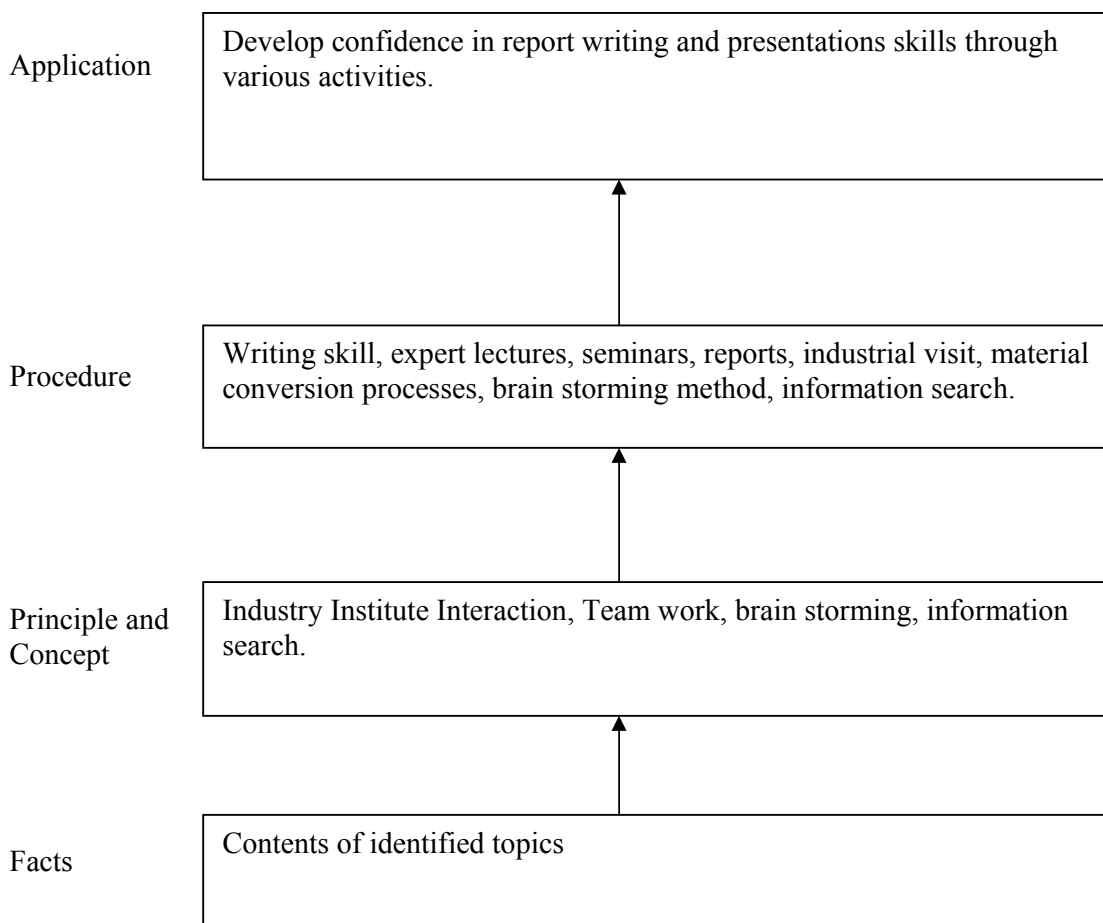 Application
Develop confidence in report writing and presentations skills through
various activities.
Procedure
Writing skill, expert lectures, seminars, reports, industrial visit, material
conversion processes, brain storming method, information search.
Principle and
Concept
Industry Institute Interaction, Team work, brain storming, information
search.
Facts
Contents of identified topics